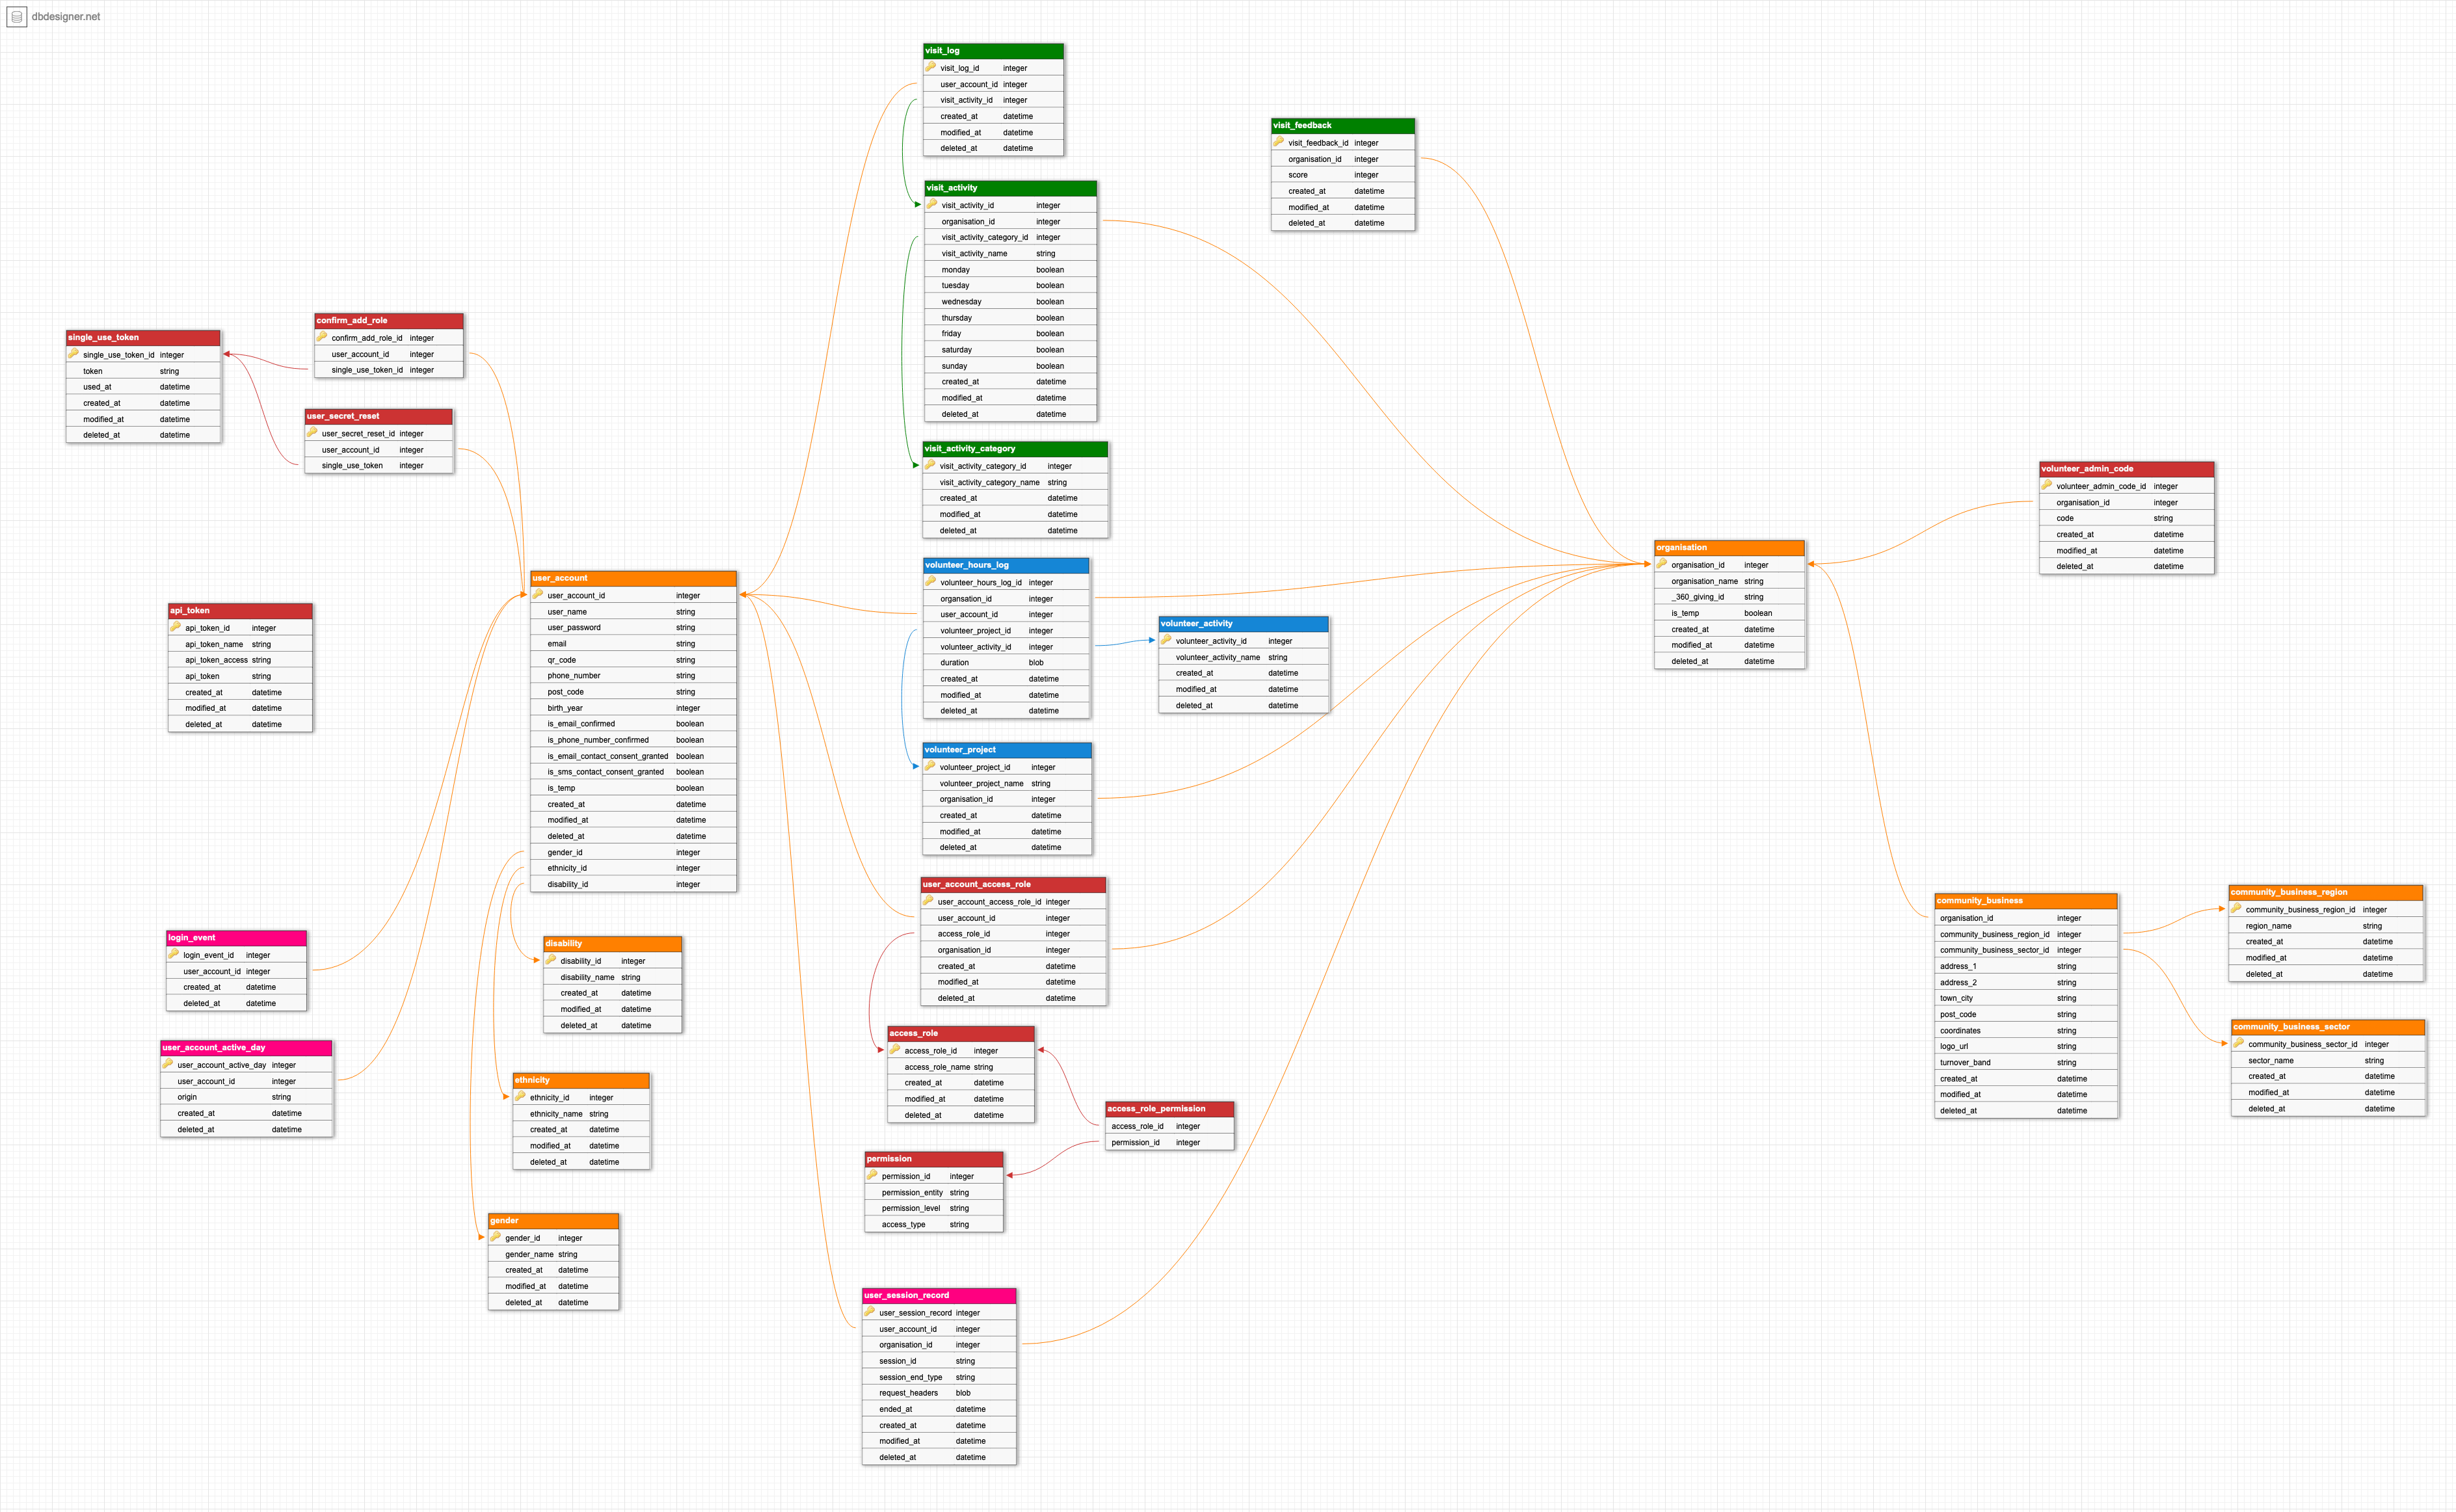 dbdesigner.net
visit_log
visit_log_id integer
user_account_id integer
visit_activity_id integer
created_at datetime
modified_at datetime
deleted_at datetime
visit_feedback
visit_feedback_id integer
organisation_id integer
score integer
created_at datetime
modified_at datetime
deleted_at datetime
visit_activity
visit_activity_id integer
organisation_id integer
visit_activity_category_id integer
visit_activity_name string
monday boolean
tuesday boolean
wednesday boolean
thursday boolean
friday boolean
saturday boolean
sunday boolean
created_at datetime
modified_at datetime
deleted_at datetime
confirm_add_role
confirm_add_role_id integer
user_account_id integer
single_use_token_id integer
single_use_token
single_use_token_id integer
token string
used_at datetime
created_at datetime
modified_at datetime
deleted_at datetime
user_secret_reset
user_secret_reset_id integer
user_account_id integer
single_use_token integer
visit_activity_category
visit_activity_category_id integer
visit_activity_category_name string
created_at datetime
modified_at datetime
deleted_at datetime
volunteer_admin_code
volunteer_admin_code_id integer
organisation_id integer
code string
created_at datetime
modified_at datetime
deleted_at datetime
organisation
organisation_id integer
organisation_name string
_360_giving_id string
is_temp boolean
created_at datetime
modified_at datetime
deleted_at datetime
volunteer_hours_log
volunteer_hours_log_id integer
organisation_id integer
user_account_id integer
volunteer_project_id integer
volunteer_activity_id integer
duration blob
created_at datetime
modified_at datetime
deleted_at datetime
volunteer_activity
volunteer_activity_id integer
volunteer_activity_name string
created_at datetime
modified_at datetime
deleted_at datetime
user_account
user_account_id integer
user_name string
user_password string
email string
qr_code string
phone_number string
post_code string
birth_year integer
is_email_confirmed boolean
is_phone_number_confirmed boolean
is_email_contact_consent_granted boolean
is_sms_contact_consent_granted boolean
is_temp boolean
created_at datetime
modified_at datetime
deleted_at datetime
gender_id integer
ethnicity_id integer
disability_id integer
api_token
api_token_id integer
api_token_name string
api_token_access string
api_token string
created_at datetime
modified_at datetime
deleted_at datetime
volunteer_project
volunteer_project_id integer
volunteer_project_name string
organisation_id integer
created_at datetime
modified_at datetime
deleted_at datetime
user_account_access_role
user_account_access_role_id integer
user_account_id integer
access_role_id integer
organisation_id integer
created_at datetime
modified_at datetime
deleted_at datetime
community_business
organisation_id integer
community_business_region_id integer
community_business_sector_id integer
address_1 string
address_2 string
town_city string
post_code string
coordinates string
logo_url string
turnover_band string
created_at datetime
modified_at datetime
deleted_at datetime
community_business_region
community_business_region_id integer
region_name string
created_at datetime
modified_at datetime
deleted_at datetime
community_business_sector
community_business_sector_id integer
sector_name string
created_at datetime
modified_at datetime
deleted_at datetime
login_event
login_event_id integer
user_account_id integer
created_at datetime
deleted_at datetime
disability
disability_id integer
disability_name string
created_at datetime
modified_at datetime
deleted_at datetime
user_account_active_day
user_account_active_day integer
user_account_id integer
origin string
created_at datetime
deleted_at datetime
access_role
access_role_id integer
access_role_name string
created_at datetime
modified_at datetime
deleted_at datetime
ethnicity
ethnicity_id integer
ethnicity_name string
created_at datetime
modified_at datetime
deleted_at datetime
access_role_permission
access_role_id integer
permission_id integer
permission
permission_id integer
permission_entity string
permission_level string
access_type string
gender
gender_id integer
gender_name string
created_at datetime
modified_at datetime
deleted_at datetime
user_session_record
user_session_record integer
user_account_id integer
organisation_id integer
session_id string
session_end_type string
request_headers blob
ended_at datetime
created_at datetime
modified_at datetime
deleted_at datetime